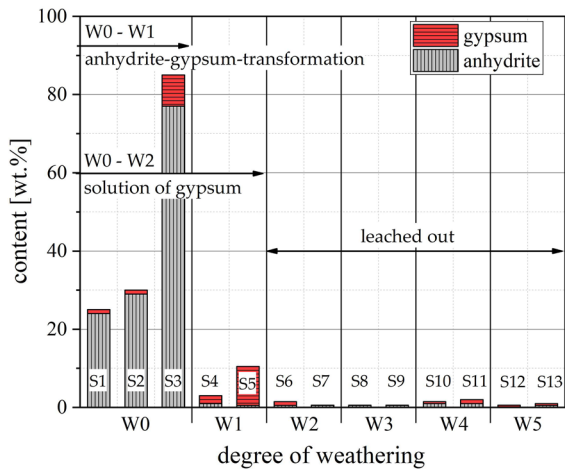 100
80
60
40
20
0
content [wt.%]
W0 - W1
anhydrite-gypsum-transformation
gypsum
anhydrite
W0 - W2
solution of gypsum
leached out
S1 S2 S3 S4 S5 S6 S7 S8 S9 S10 S11 S12 S13
W0 W1 W2 W3 W4 W5
degree of weathering